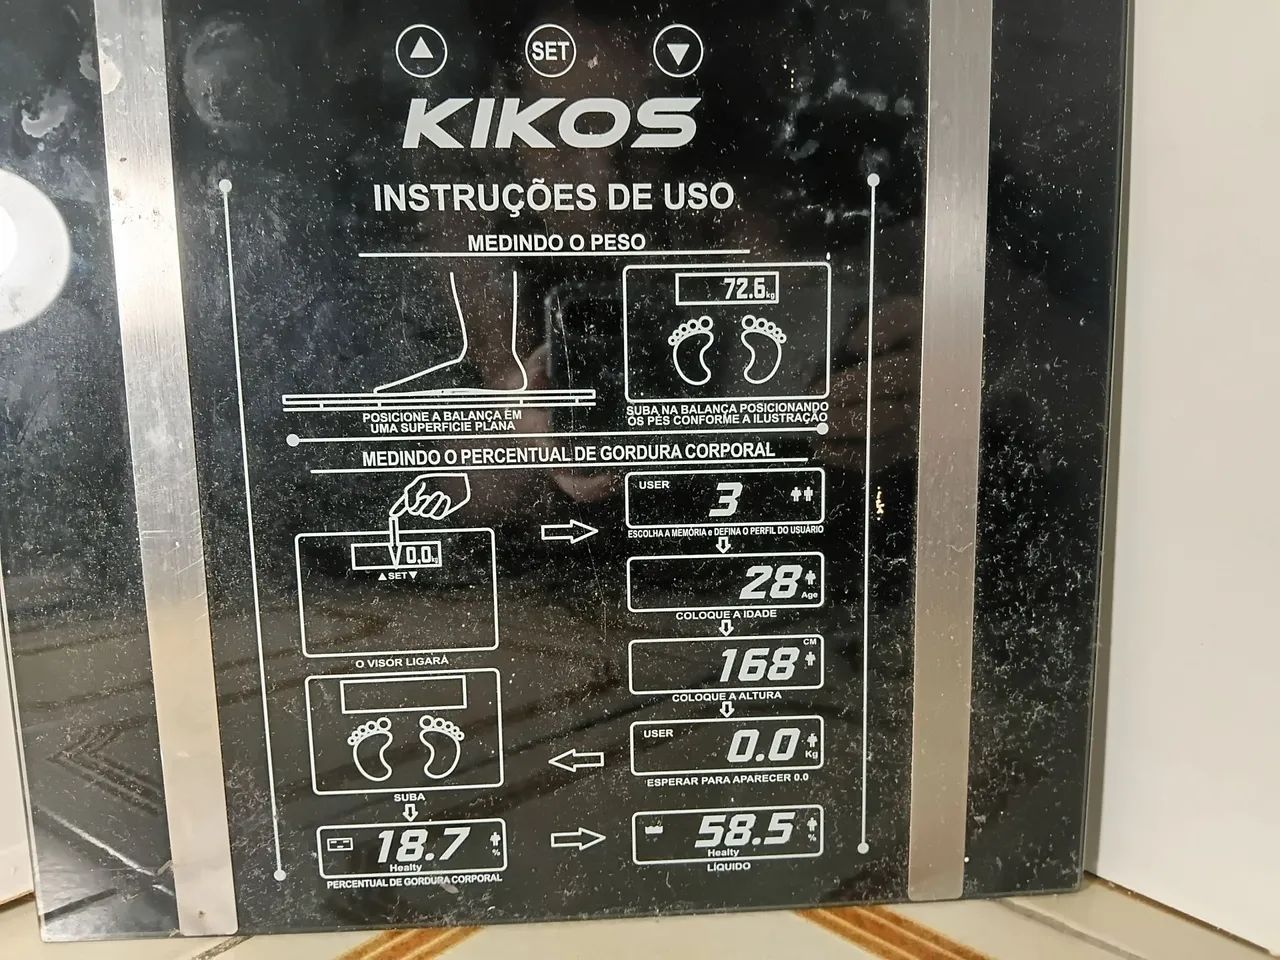 SET
KIKOS
INSTRUÇÕES DE USO
MEDINDO O PESO
72.6kg
POSICIONE A BALANÇA EM
UMA SUPERFICIE PLANA
SUBA NA BALANÇA POSICIONANDO
OS PÉS CONFORME A ILUSTRAÇÃO
MEDINDO O PERCENTUAL DE GORDURA CORPORAL
0.0kg
▲SET▼
O VISOR LIGARÁ
USER 3
ESCOLHA A MEMÓRIA e DEFINA O PERFIL DO USUÁRIO
28 Age
COLOQUE A IDADE
168 CM
COLOQUE A ALTURA
USER 0.0 Kg
ESPERAR PARA APARECER 0.0
SUBA
18.7 %
Healty
PERCENTUAL DE GORDURA CORPORAL
58.5 %
Healty
LÍQUIDO